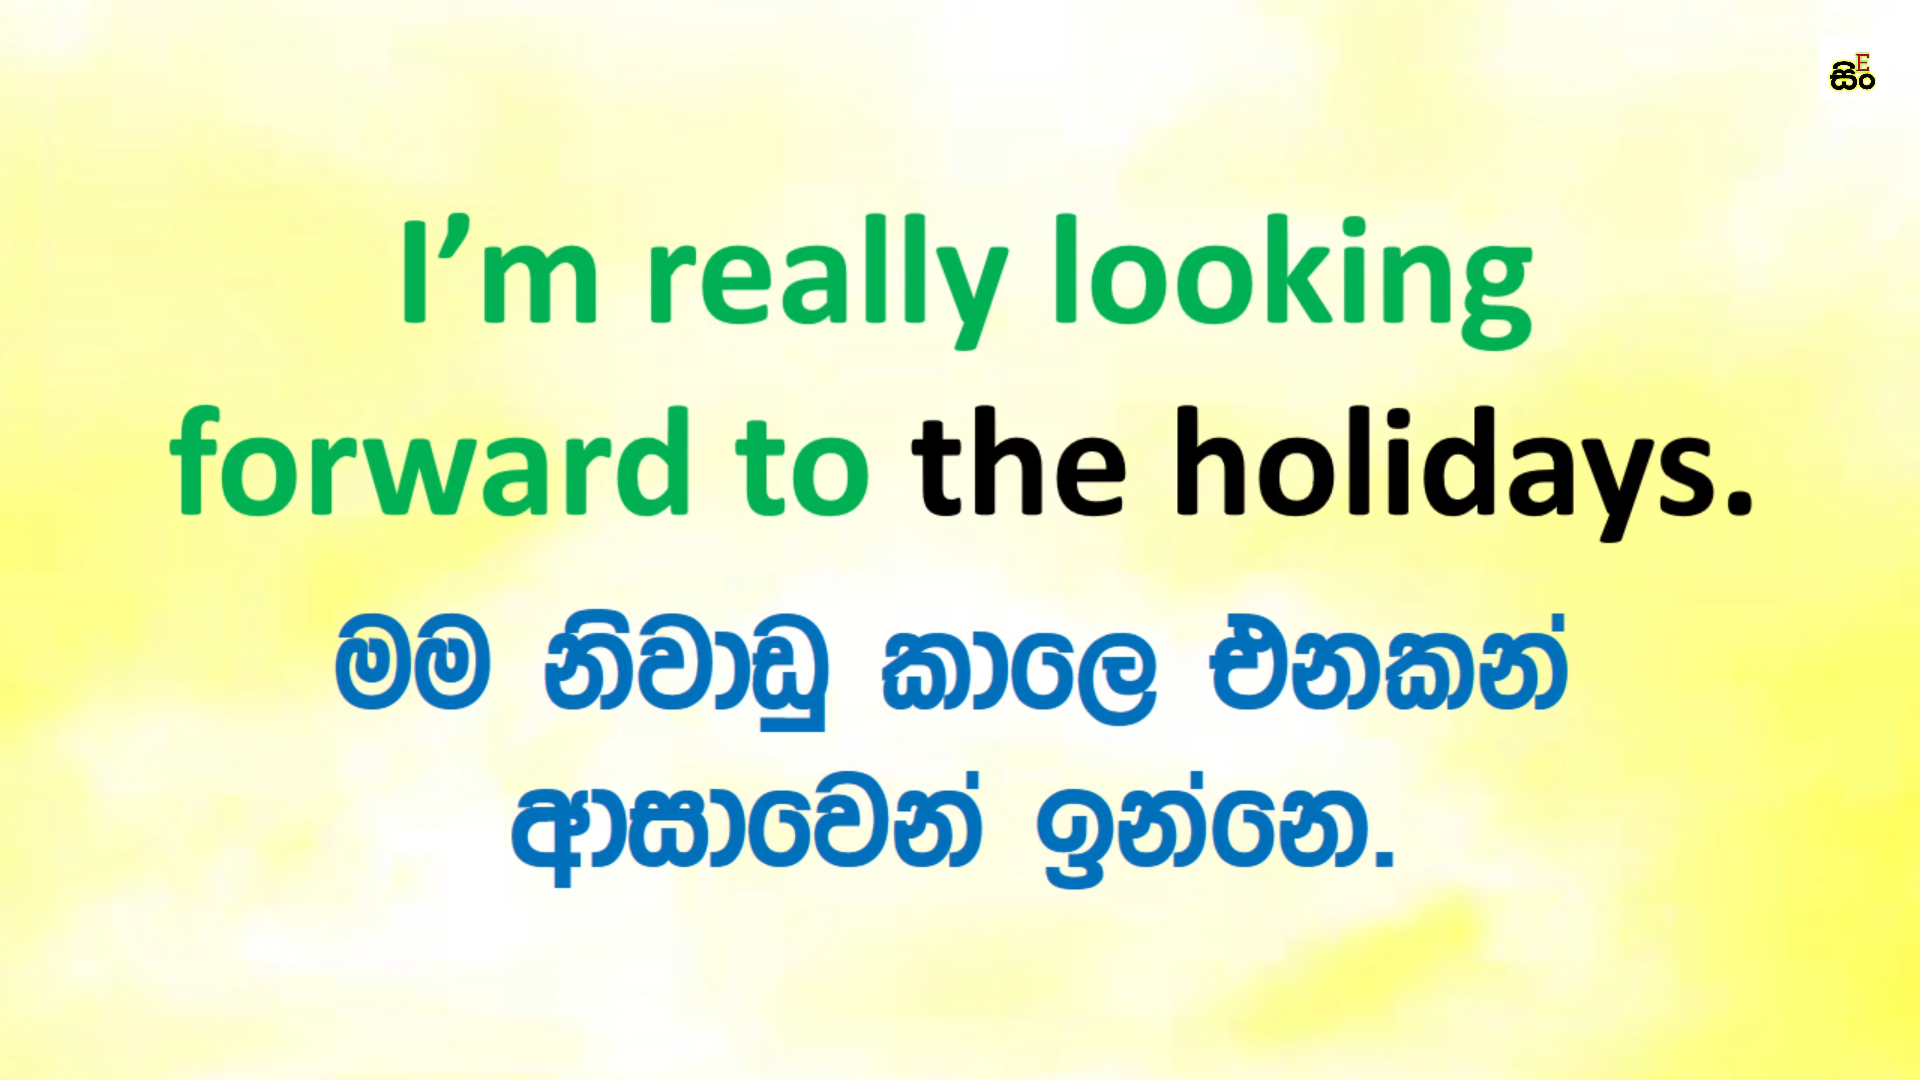 සිංE
I’m really looking
forward to the holidays.
මම නිවාඩු කාලෙ එනකන්
ආසාවෙන් ඉන්නෙ.